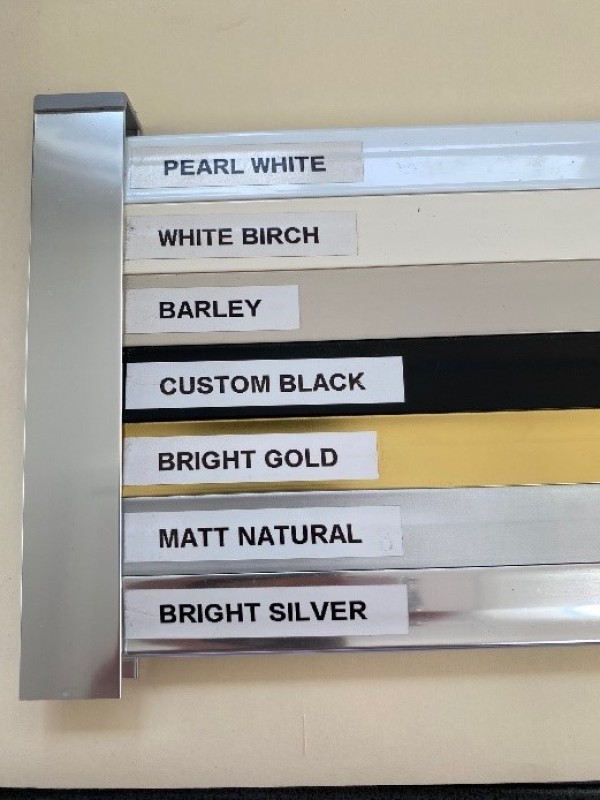 PEARL WHITE
WHITE BIRCH
BARLEY
CUSTOM BLACK
BRIGHT GOLD
MATT NATURAL
BRIGHT SILVER